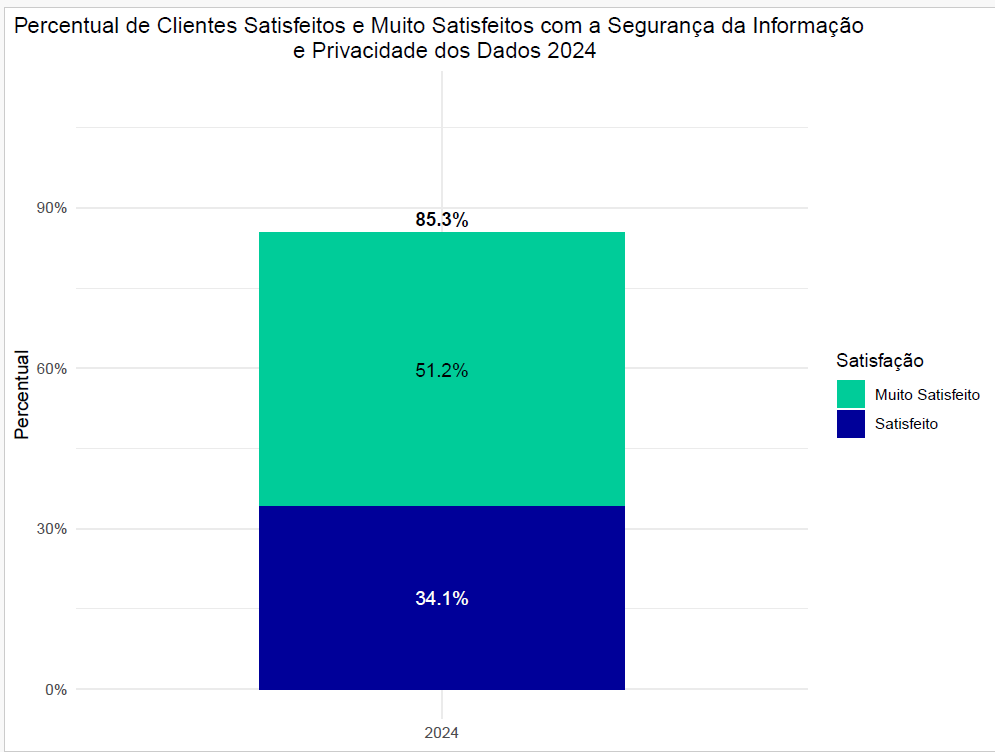 Percentual de Clientes Satisfeitos e Muito Satisfeitos com a Segurança da Informação
e Privacidade dos Dados 2024
90%
85.3%
Satisfação
Percentual
60%
51.2%
Muito Satisfeito
Satisfeito
30%
34.1%
0%
2024